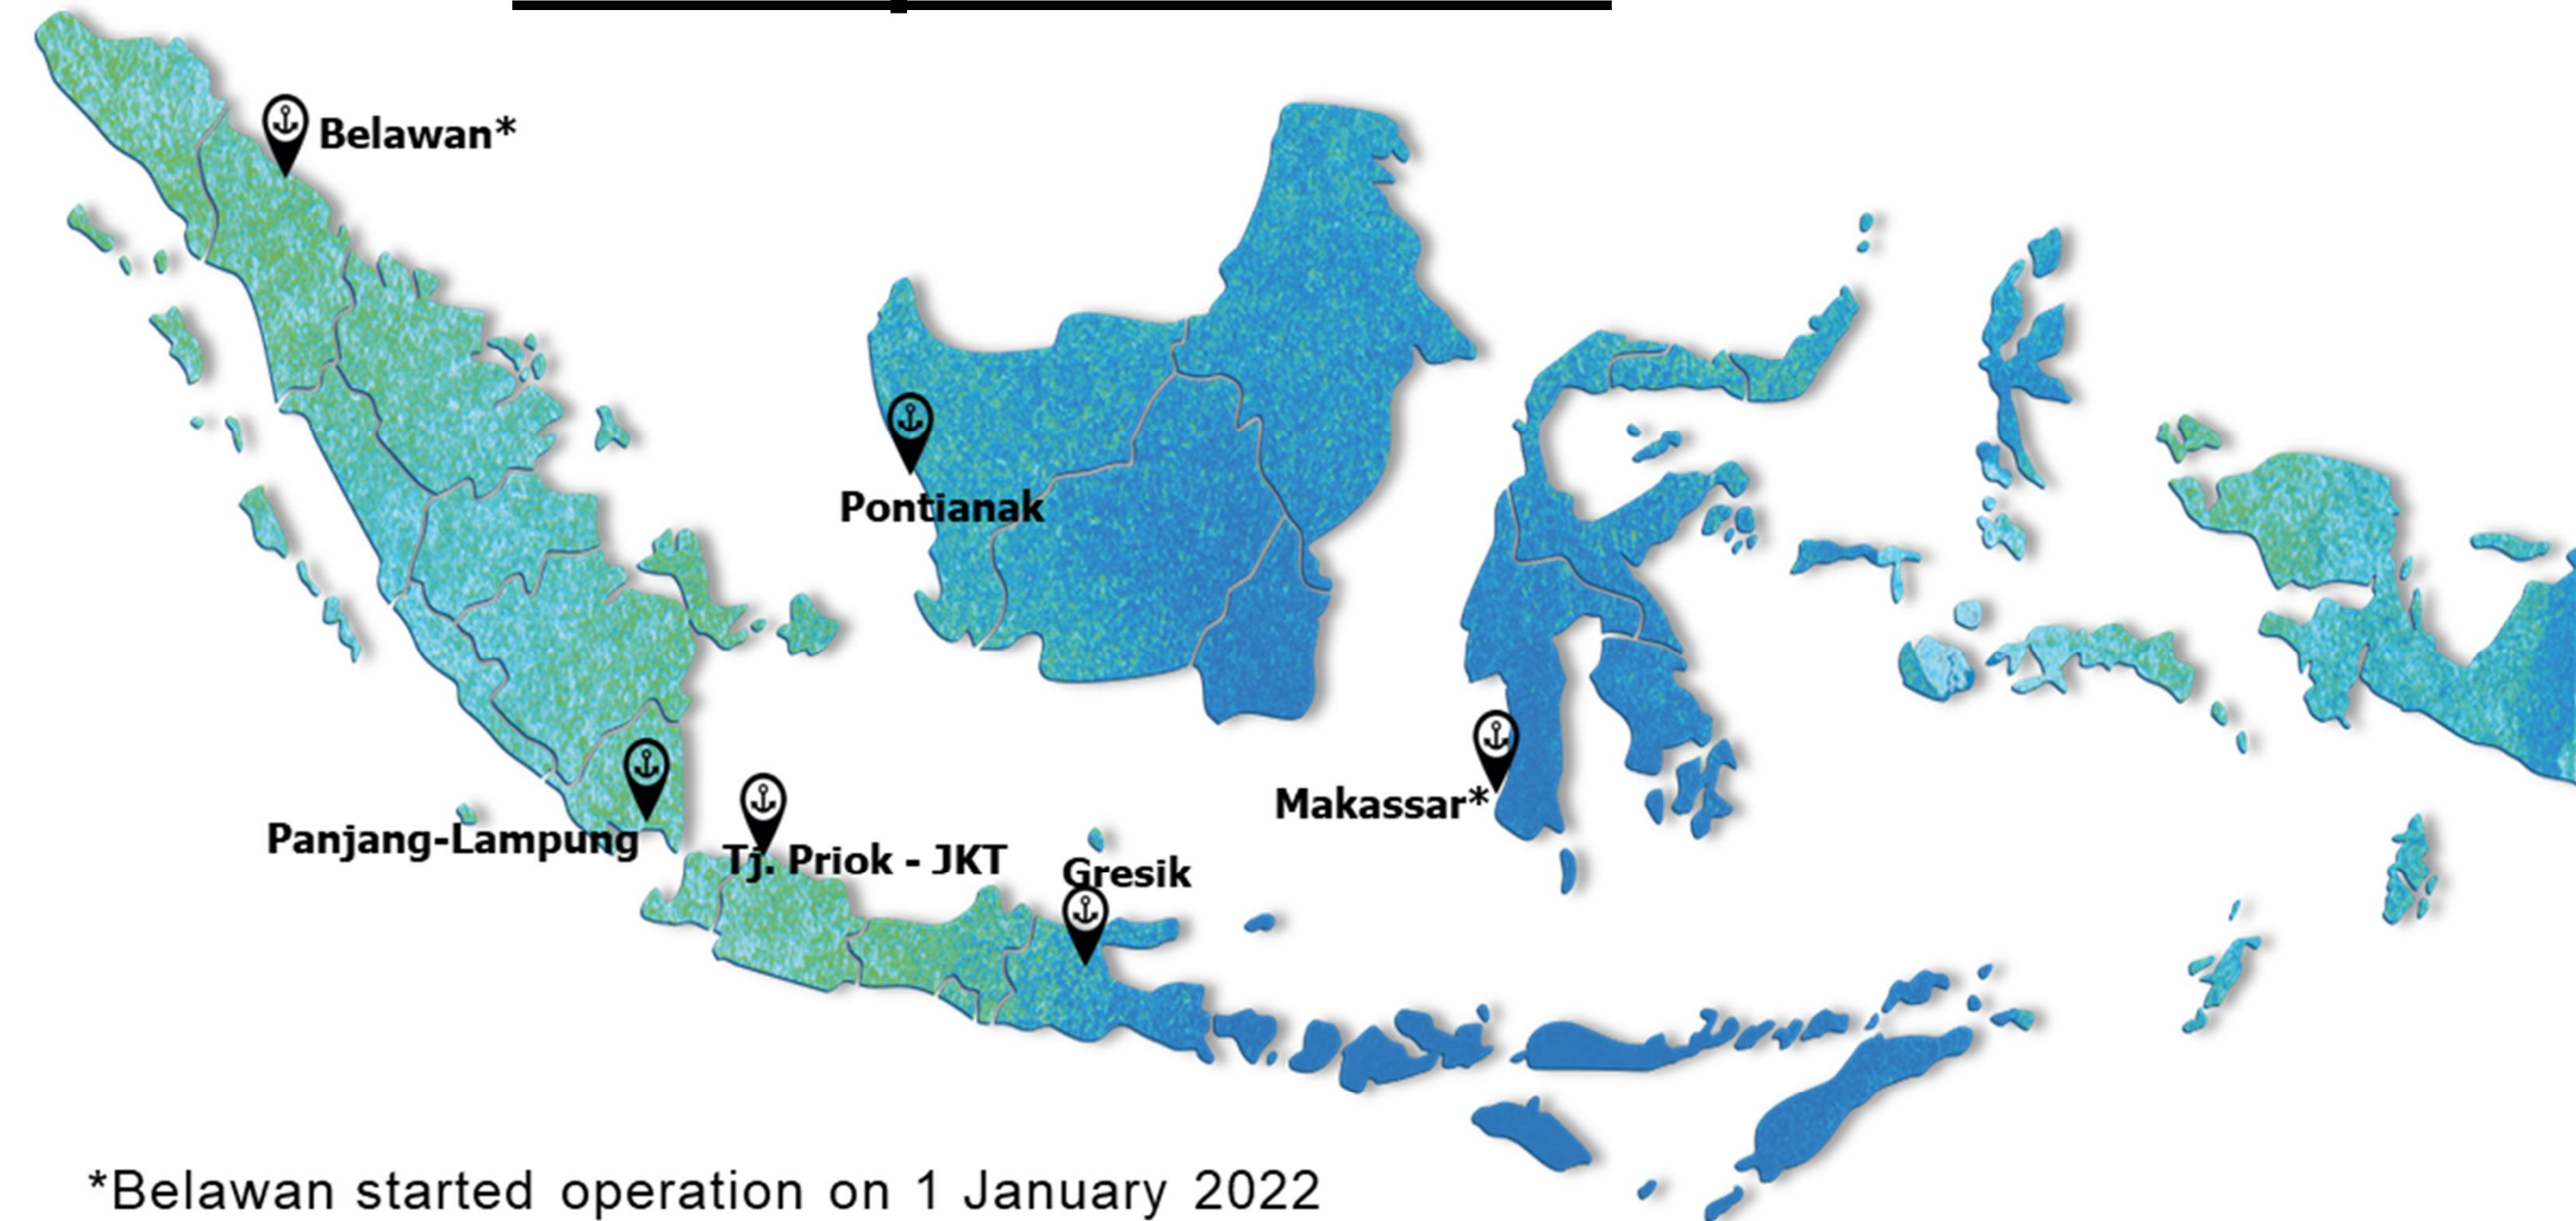 Belawan*
Pontianak
Makassar*
Panjang-Lampung
Tj. Priok - JKT
Gresik
*Belawan started operation on 1 January 2022